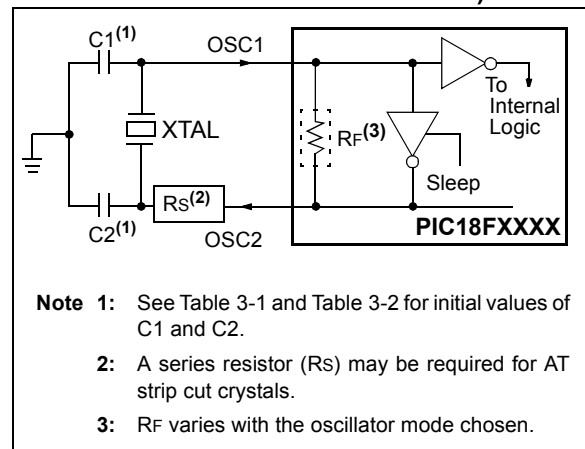 C1(1)
OSC1
To
Internal
Logic
XTAL
RF(3)
Sleep
RS(2)
C2(1)
OSC2
PIC18FXXXX
Note 1: See Table 3-1 and Table 3-2 for initial values of
C1 and C2.
2: A series resistor (RS) may be required for AT
strip cut crystals.
3: RF varies with the oscillator mode chosen.